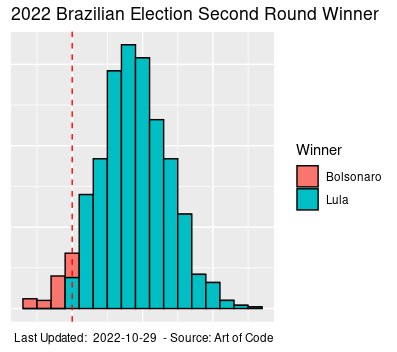 2022 Brazilian Election Second Round Winner
Winner
Bolsonaro
Lula
Last Updated: 2022-10-29 - Source: Art of Code